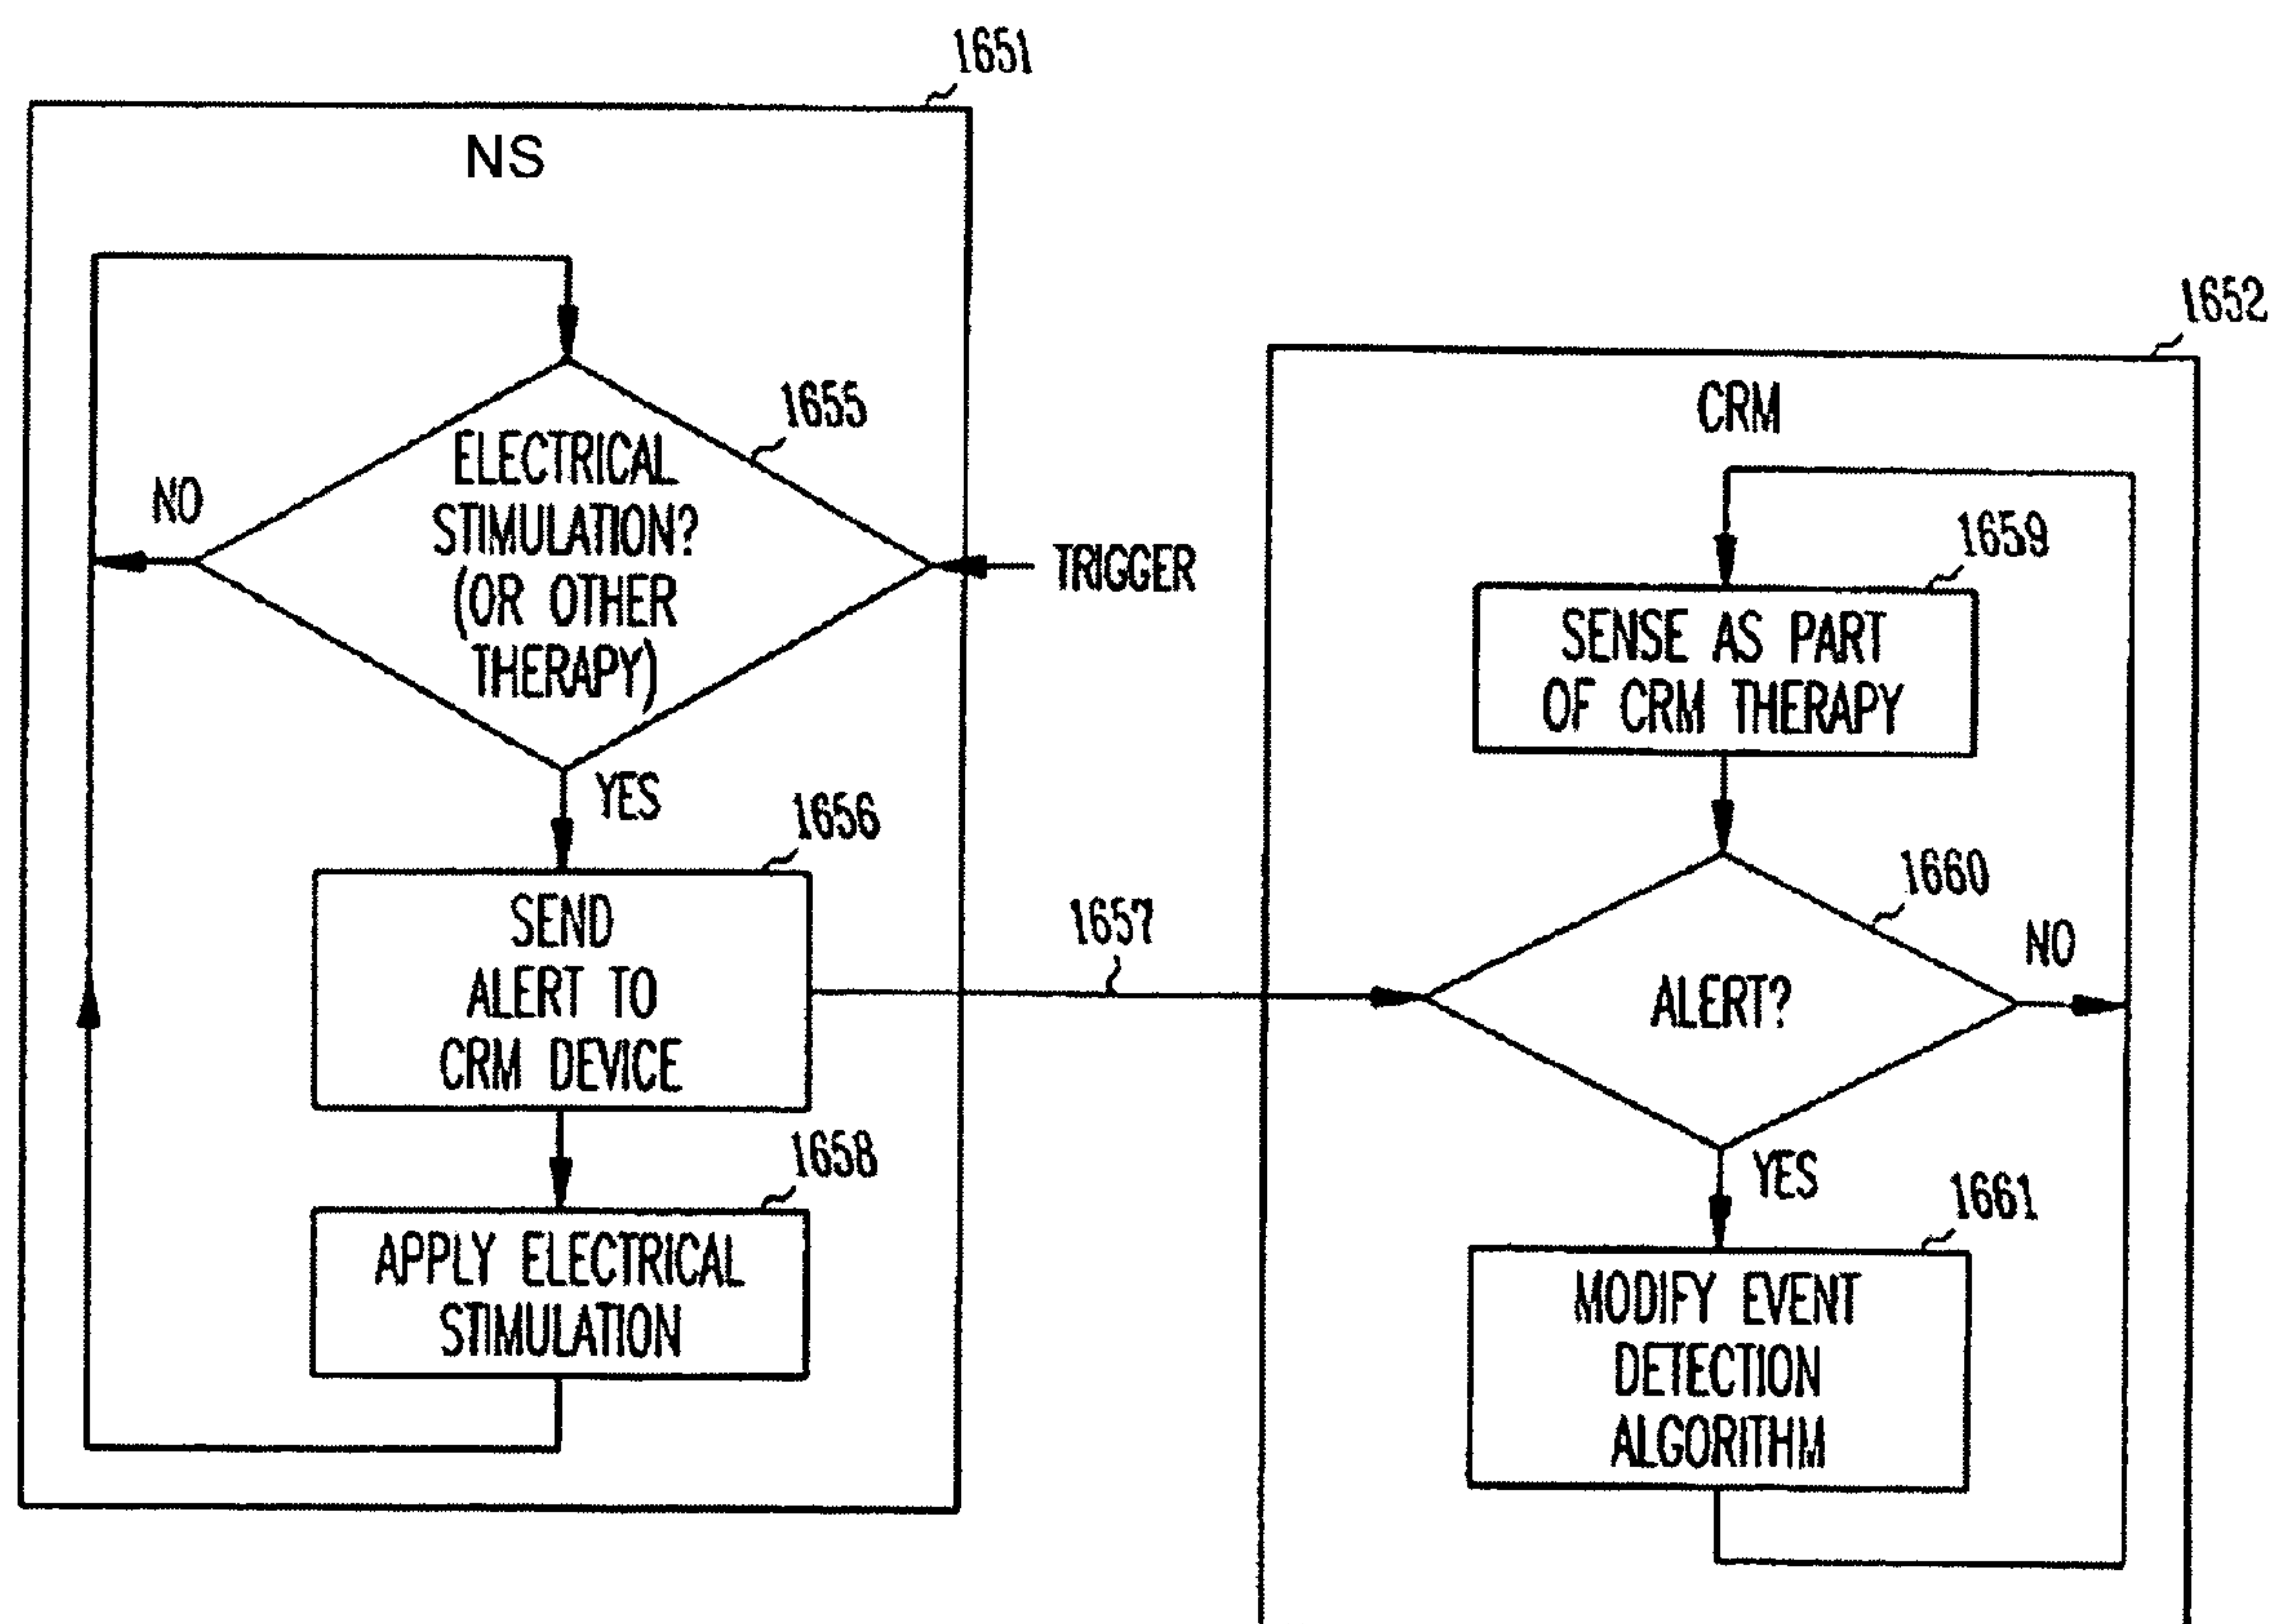 1651
NS
1655
ELECTRICAL
STIMULATION?
(OR OTHER
THERAPY)
NO
TRIGGER
YES
1656
SEND
ALERT TO
CRM DEVICE
1657
1658
APPLY ELECTRICAL
STIMULATION
1652
CRM
1659
SENSE AS PART
OF CRM THERAPY
1660
ALERT?
NO
YES
1661
MODIFY EVENT
DETECTION
ALGORITHM